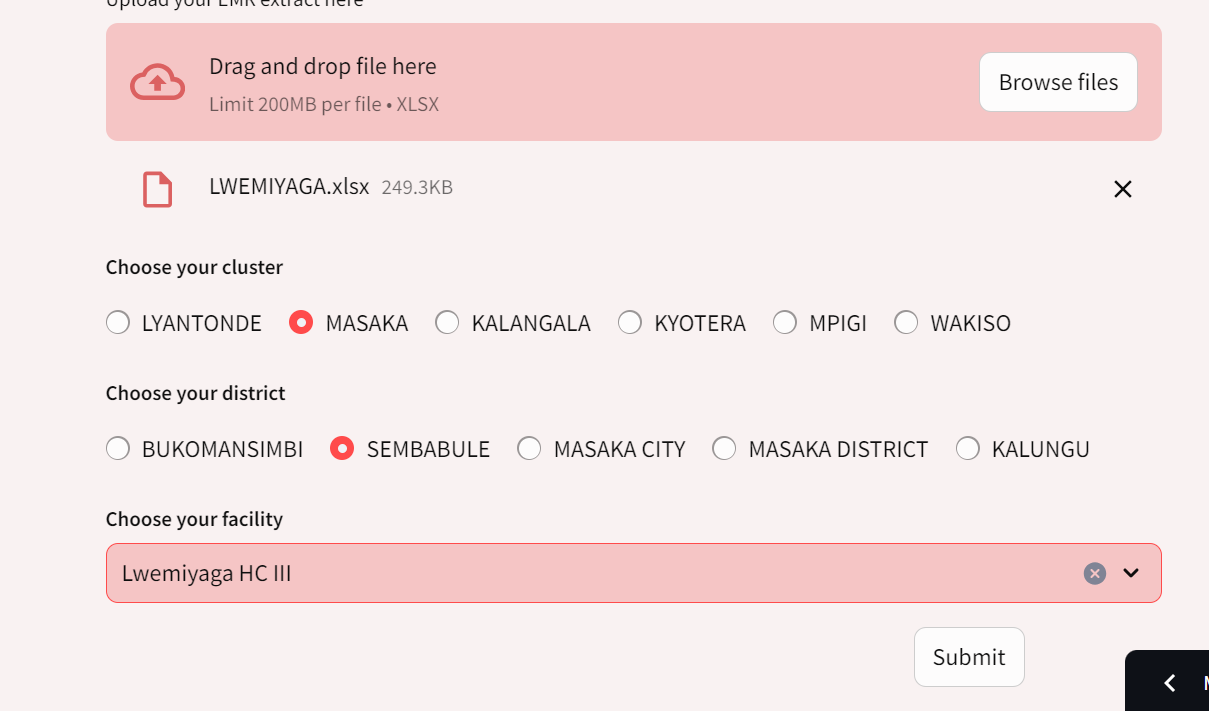 Upload your EMR extract here
Drag and drop file here
Limit 200MB per file • XLSX
Browse files
LWEMIYAGA.xlsx 249.3KB
Choose your cluster
LYANTONDE MASAKA KALANGALA KYOTERA MPIGI WAKISO
Choose your district
BUKOMANSIMBI SEMBABULE MASAKA CITY MASAKA DISTRICT KALUNGU
Choose your facility
Lwemiyaga HC III
Submit